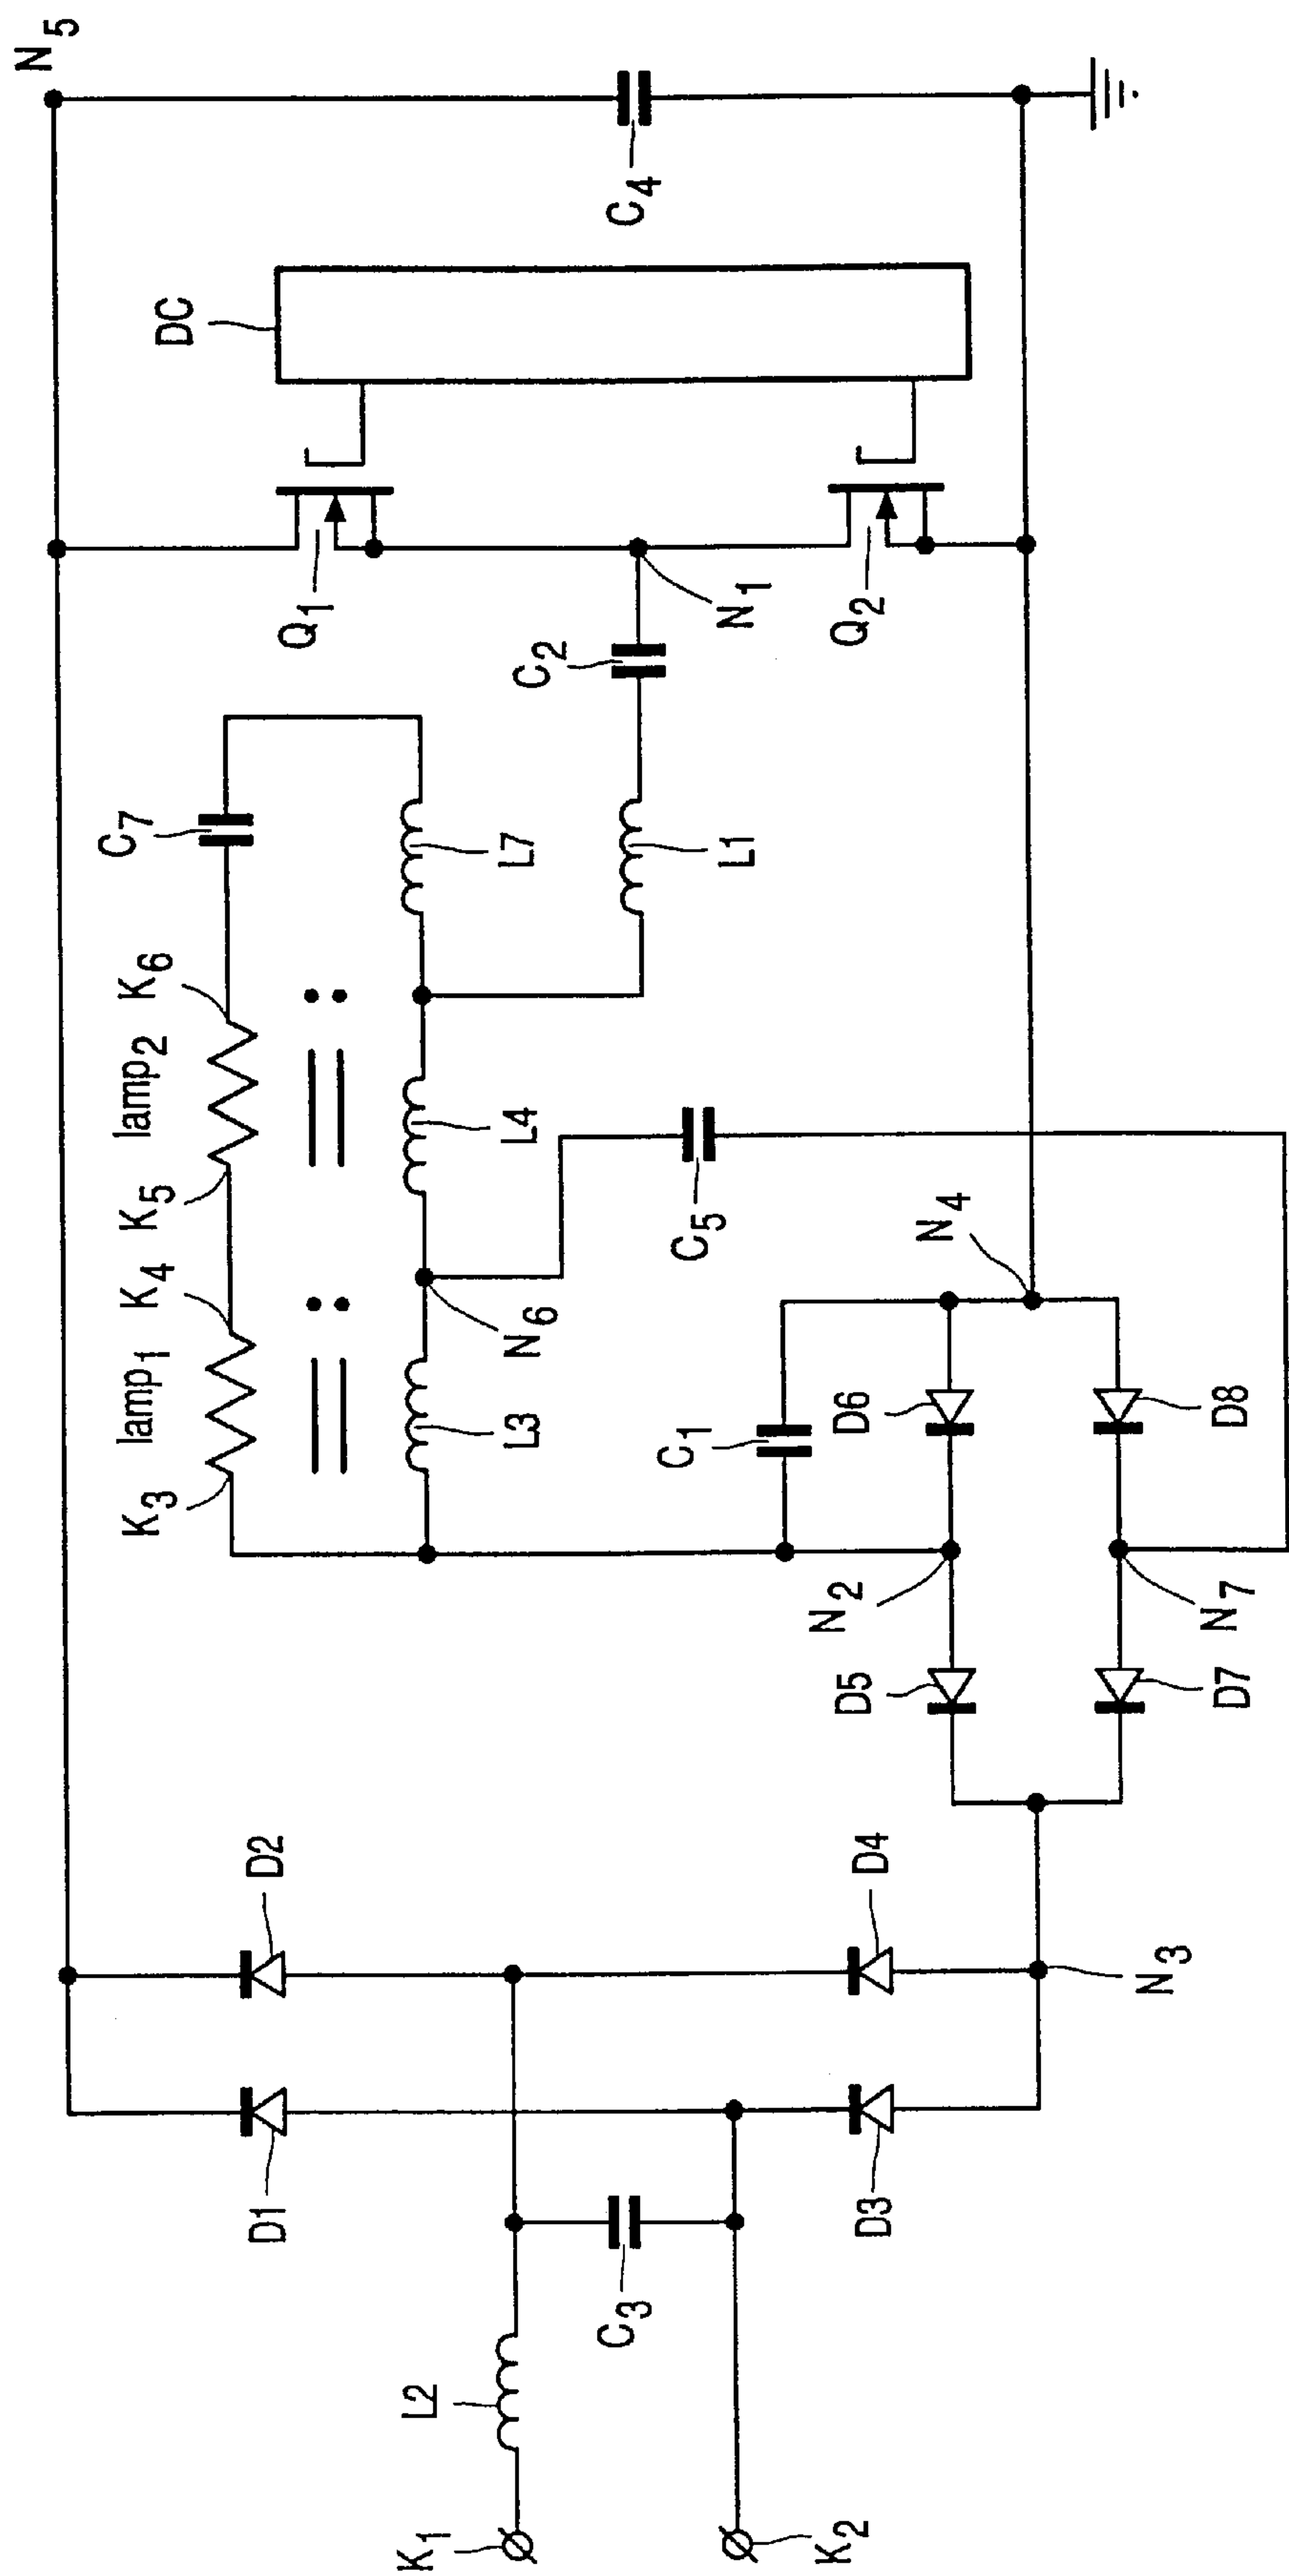 N5
C4
DC
Q1
N1
Q2
C2
C7
L7
L1
K6
lamp2
K5
L4
C5
N4
K4
lamp1
K3
N6
L3
C1
D6
D8
N2
N7
D5
D7
D2
D4
N3
D1
D3
C3
L2
K1
K2